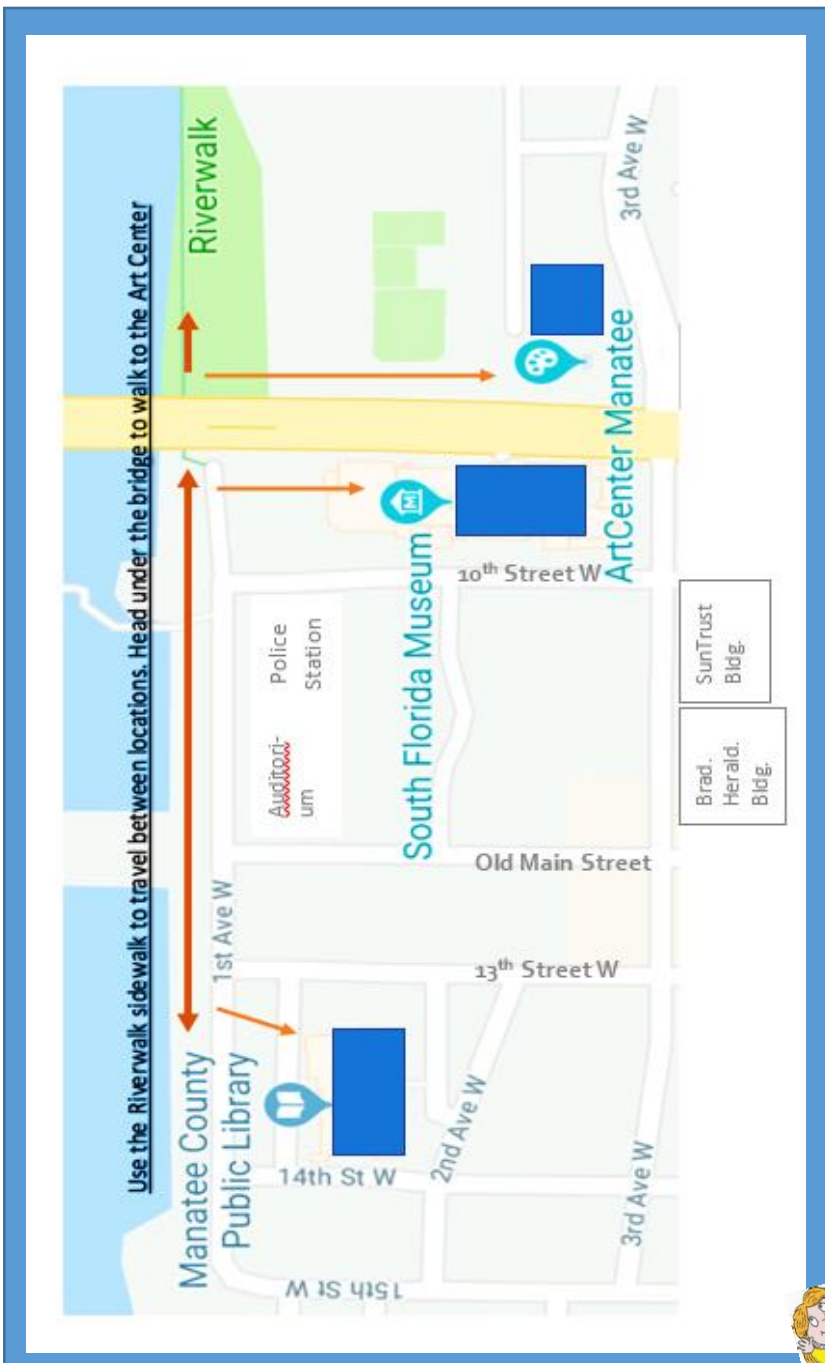 Use the Riverwalk sidewalk to travel between locations. Head under the bridge to walk to the Art Center
Manatee County
Public Library
1st Ave W
Riverwalk
Auditori-
um
Police
Station
South Florida Museum
ArtCenter Manatee
15th St W
14th St W
2nd Ave W
13th Street W
Old Main Street
10th Street W
3rd Ave W
3rd Ave W
Brad.
Herald.
Bldg.
SunTrust
Bldg.
M